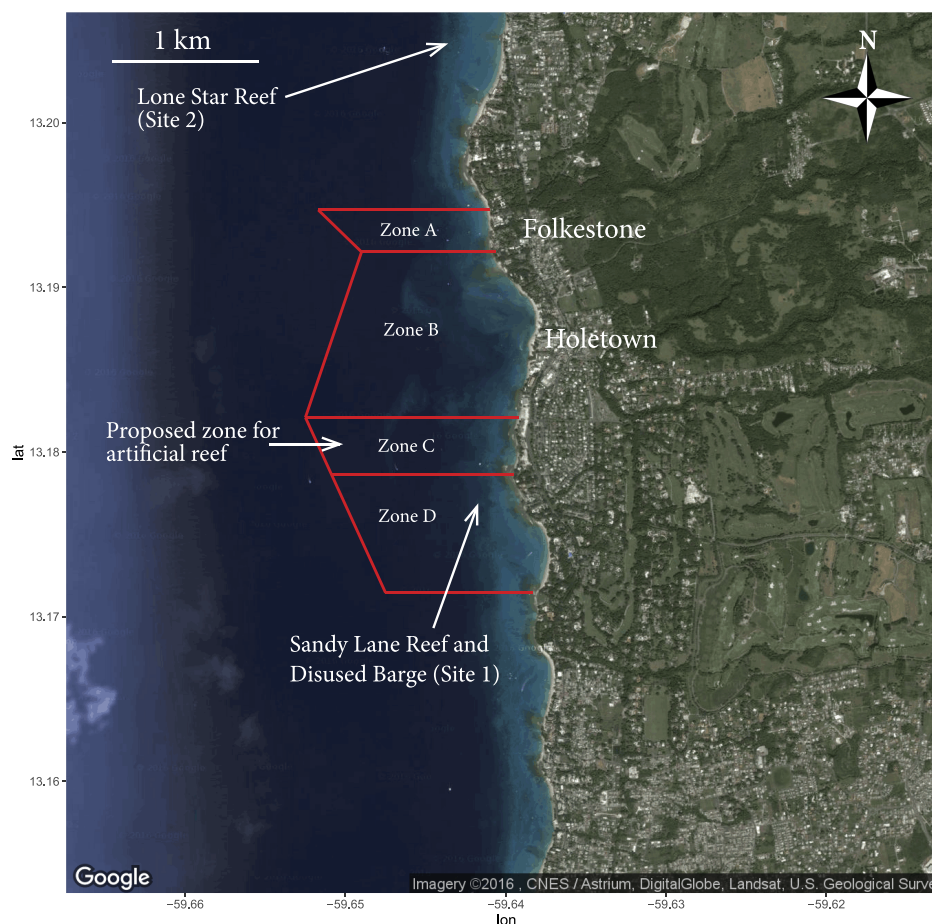 1 km
N
Lone Star Reef
(Site 2)
13.20
Zone A
Folkestone
13.19
Zone B
Holetown
Proposed zone for
artificial reef
Zone C
lat
13.18
Zone D
13.17
Sandy Lane Reef and
Disused Barge (Site 1)
13.16
Google
Imagery ©2016 , CNES / Astrium, DigitalGlobe, Landsat, U.S. Geological Surve
−59.66
−59.65
−59.64
−59.63
−59.62
lon